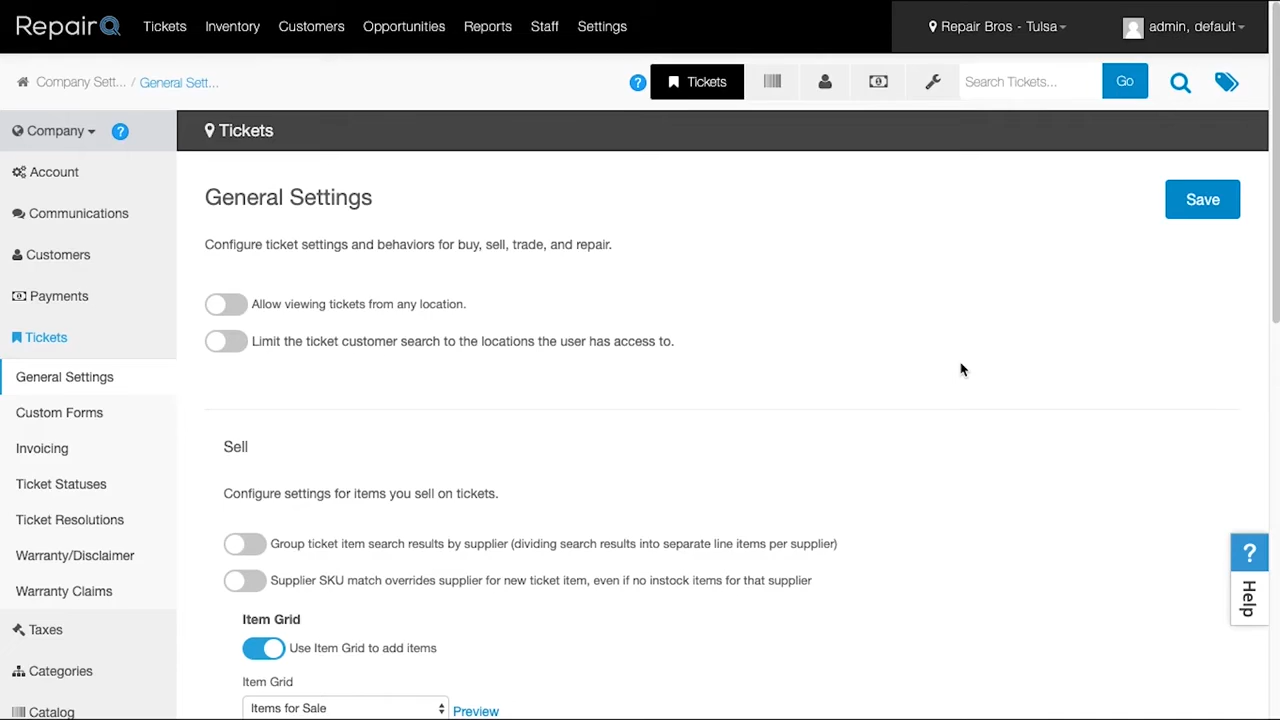 RepairQ Tickets Inventory Customers Opportunities Reports Staff Settings Repair Bros - Tulsa admin, default
Company Sett... / General Sett... ? Tickets Search Tickets... Go
Company ? Tickets
Account
General Settings Save
Communications
Configure ticket settings and behaviors for buy, sell, trade, and repair.
Customers
Payments
Allow viewing tickets from any location.
Tickets
Limit the ticket customer search to the locations the user has access to.
General Settings
Custom Forms
Invoicing
Sell
Ticket Statuses
Configure settings for items you sell on tickets.
Ticket Resolutions
Group ticket item search results by supplier (dividing search results into separate line items per supplier)
Warranty/Disclaimer
Supplier SKU match overrides supplier for new ticket item, even if no instock items for that supplier
Warranty Claims
? Help
Item Grid
Taxes
Use Item Grid to add items
Categories
Item Grid
Catalog
Items for Sale Preview